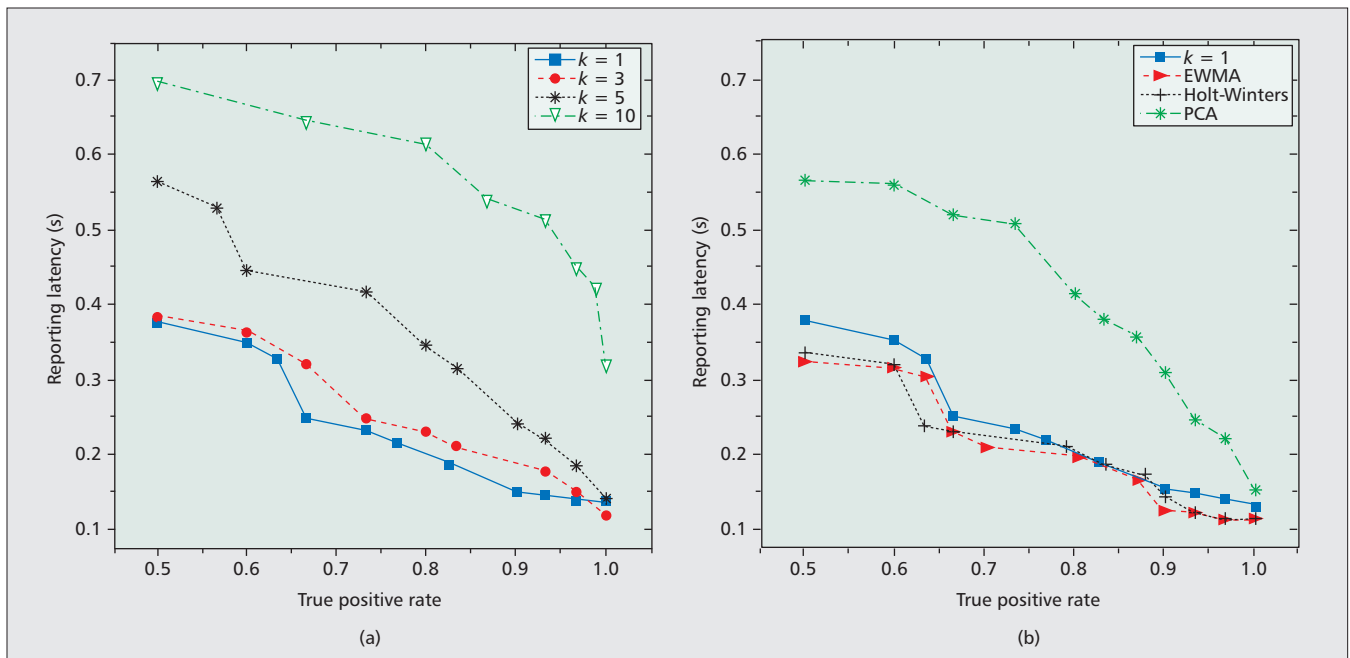 0.7
0.6
0.5
0.4
0.3
0.2
0.1
Reporting latency (s)
k = 1
k = 3
k = 5
k = 10
0.5 0.6 0.7 0.8 0.9 1.0
True positive rate
(a)
0.7
0.6
0.5
0.4
0.3
0.2
0.1
Reporting latency (s)
k = 1
EWMA
Holt-Winters
PCA
0.5 0.6 0.7 0.8 0.9 1.0
True positive rate
(b)